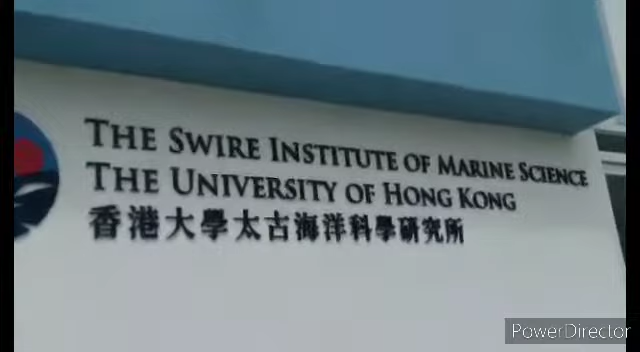 THE SWIRE INSTITUTE OF MARINE SCIENCE
THE UNIVERSITY OF HONG KONG
香港大學太古海洋科學研究所
PowerDirector